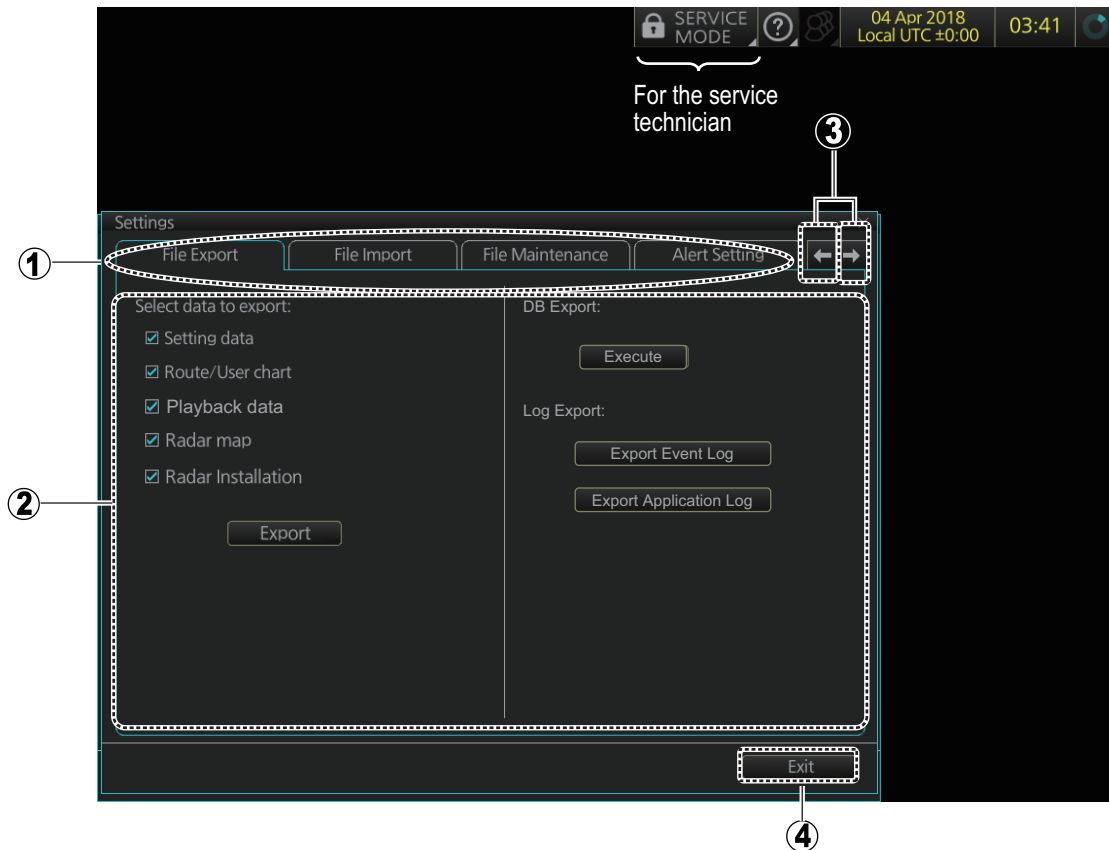 SERVICE
MODE
?
04 Apr 2018
Local UTC ±0:00
03:41
For the service
technician
3
Settings
1
File Export
File Import
File Maintenance
Alert Setting
Select data to export:
Setting data
Route/User chart
Playback data
Radar map
Radar Installation
Export
DB Export:
Execute
Log Export:
Export Event Log
Export Application Log
2
Exit
4